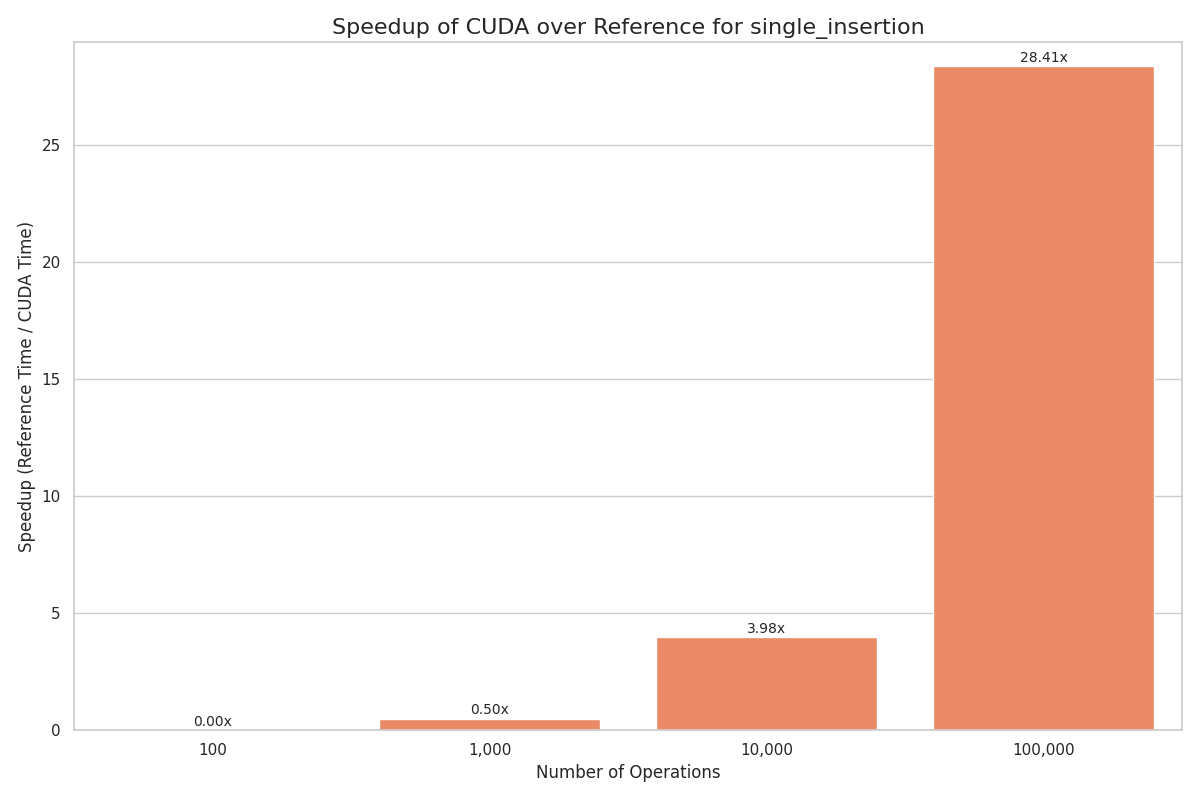 Speedup of CUDA over Reference for single_insertion
28.41x
25
20
15
10
5
0
3.98x
0.50x
0.00x
100
1,000
10,000
100,000
Number of Operations
Speedup (Reference Time / CUDA Time)